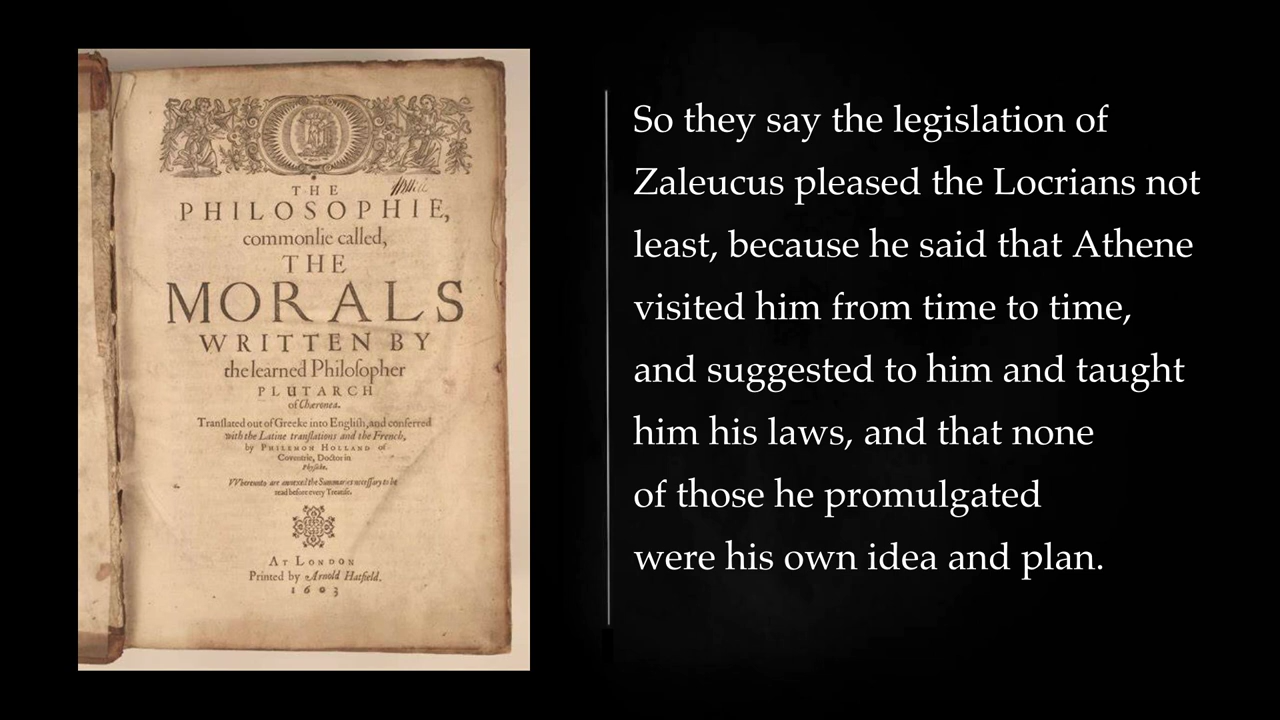 THE
PHILOSOPHIE,
commonlie called,
THE
MORALS
WRITTEN BY
the learned Philoſopher
PLUTARCH
of Chæronea.
Tranſlated out of Greeke into Engliſh, and conferred
with the Latine tranſlations and the French,
by PHILEMON HOLLAND of
Coventrie, Doctor in
Phyſicke.
VVhereunto are annexed the Summaries neceſſary to be
read before every Treatiſe.
AT LONDON
Printed by Arnold Hatfield.
1603
So they say the legislation of
Zaleucus pleased the Locrians not
least, because he said that Athene
visited him from time to time,
and suggested to him and taught
him his laws, and that none
of those he promulgated
were his own idea and plan.